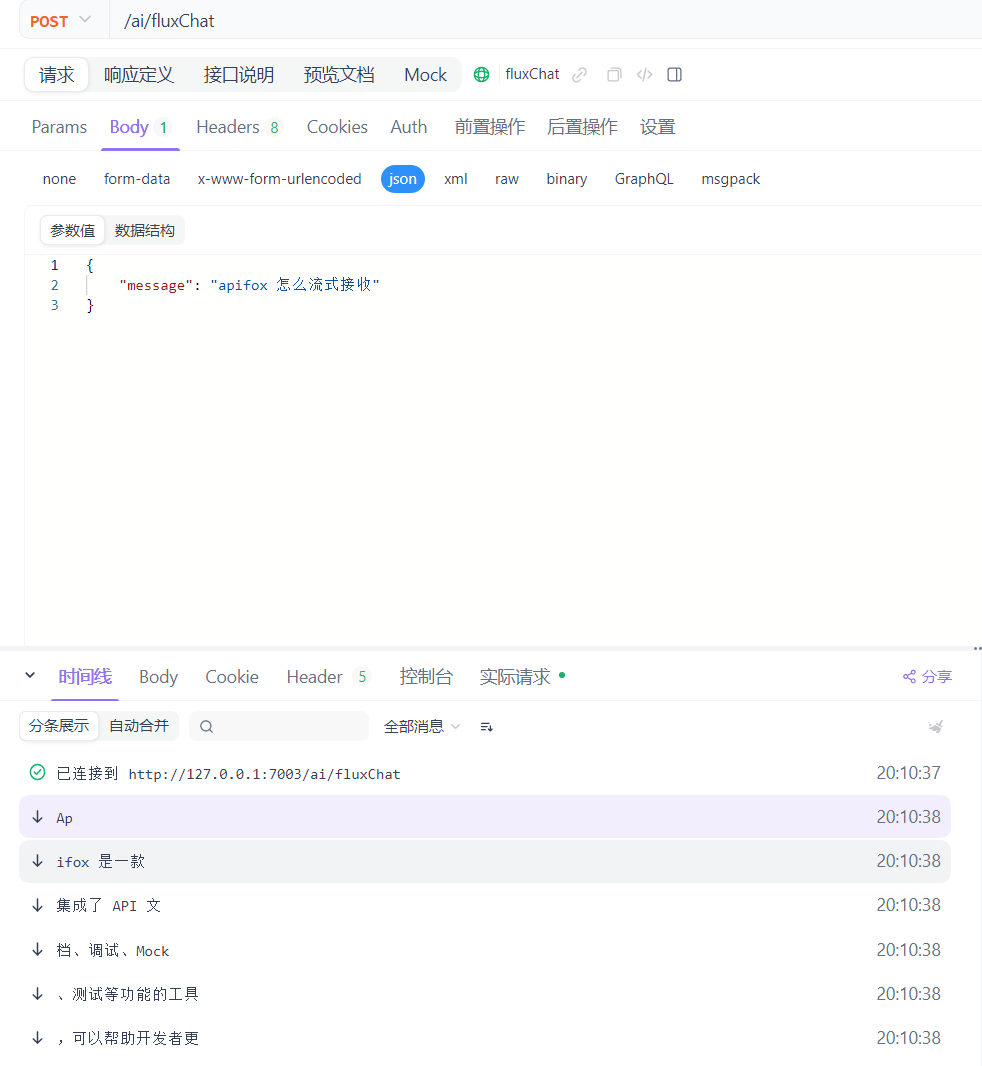 POST /ai/fluxChat
请求 响应定义 接口说明 预览文档 Mock fluxChat
Params Body 1 Headers 8 Cookies Auth 前置操作 后置操作 设置
none form-data x-www-form-urlencoded json xml raw binary GraphQL msgpack
参数值 数据结构
1 {
2 "message": "apifox 怎么流式接收"
3 }
时间线 Body Cookie Header 5 控制台 实际请求 分享
分条展示 自动合并 全部消息
已连接到 http://127.0.0.1:7003/ai/fluxChat 20:10:37
Ap 20:10:38
ifox 是一款 20:10:38
集成了 API 文 20:10:38
档、调试、Mock 20:10:38
、测试等功能的工具 20:10:38
，可以帮助开发者更 20:10:38